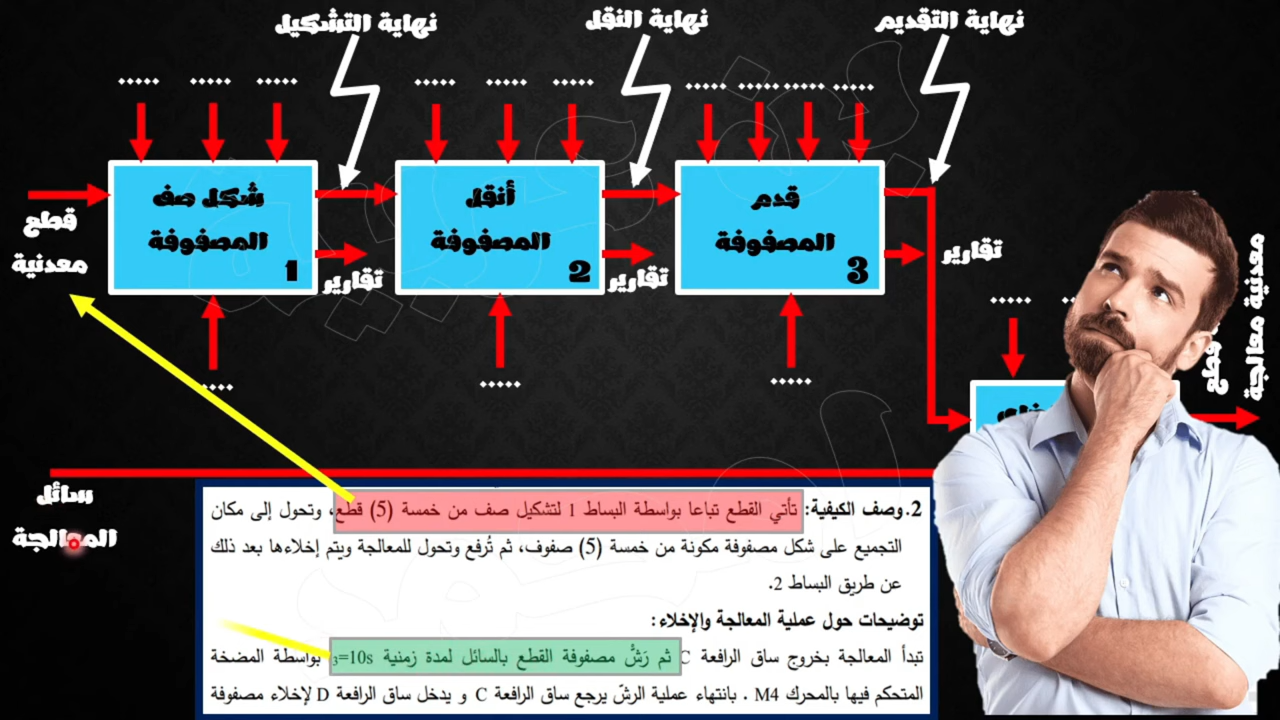 نهاية التشكيل
نهاية النقل
نهاية التقديم
قطع
معدنية
شكل صف
المصفوفة
1
تقارير
أنقل
المصفوفة
2
تقارير
قدم
المصفوفة
3
تقارير
قطع
معدنية معالجة
سائل
المعالجة
2.وصف الكيفية: تأتي القطع تباعا بواسطة البساط 1 لتشكيل صف من خمسة (5) قطع، وتحول إلى مكان
التجميع على شكل مصفوفة مكونة من خمسة (5) صفوف، ثم تُرفع وتحول للمعالجة ويتم إخلاءها بعد ذلك
عن طريق البساط 2.
توضيحات حول عملية المعالجة والإخلاء:
تبدأ المعالجة بخروج ساق الرافعة C ثم رَشُّ مصفوفة القطع بالسائل لمدة زمنية 3=10s بواسطة المضخة
المتحكم فيها بالمحرك M4 . بانتهاء عملية الرشّ يرجع ساق الرافعة C و يدخل ساق الرافعة D لإخلاء مصفوفة